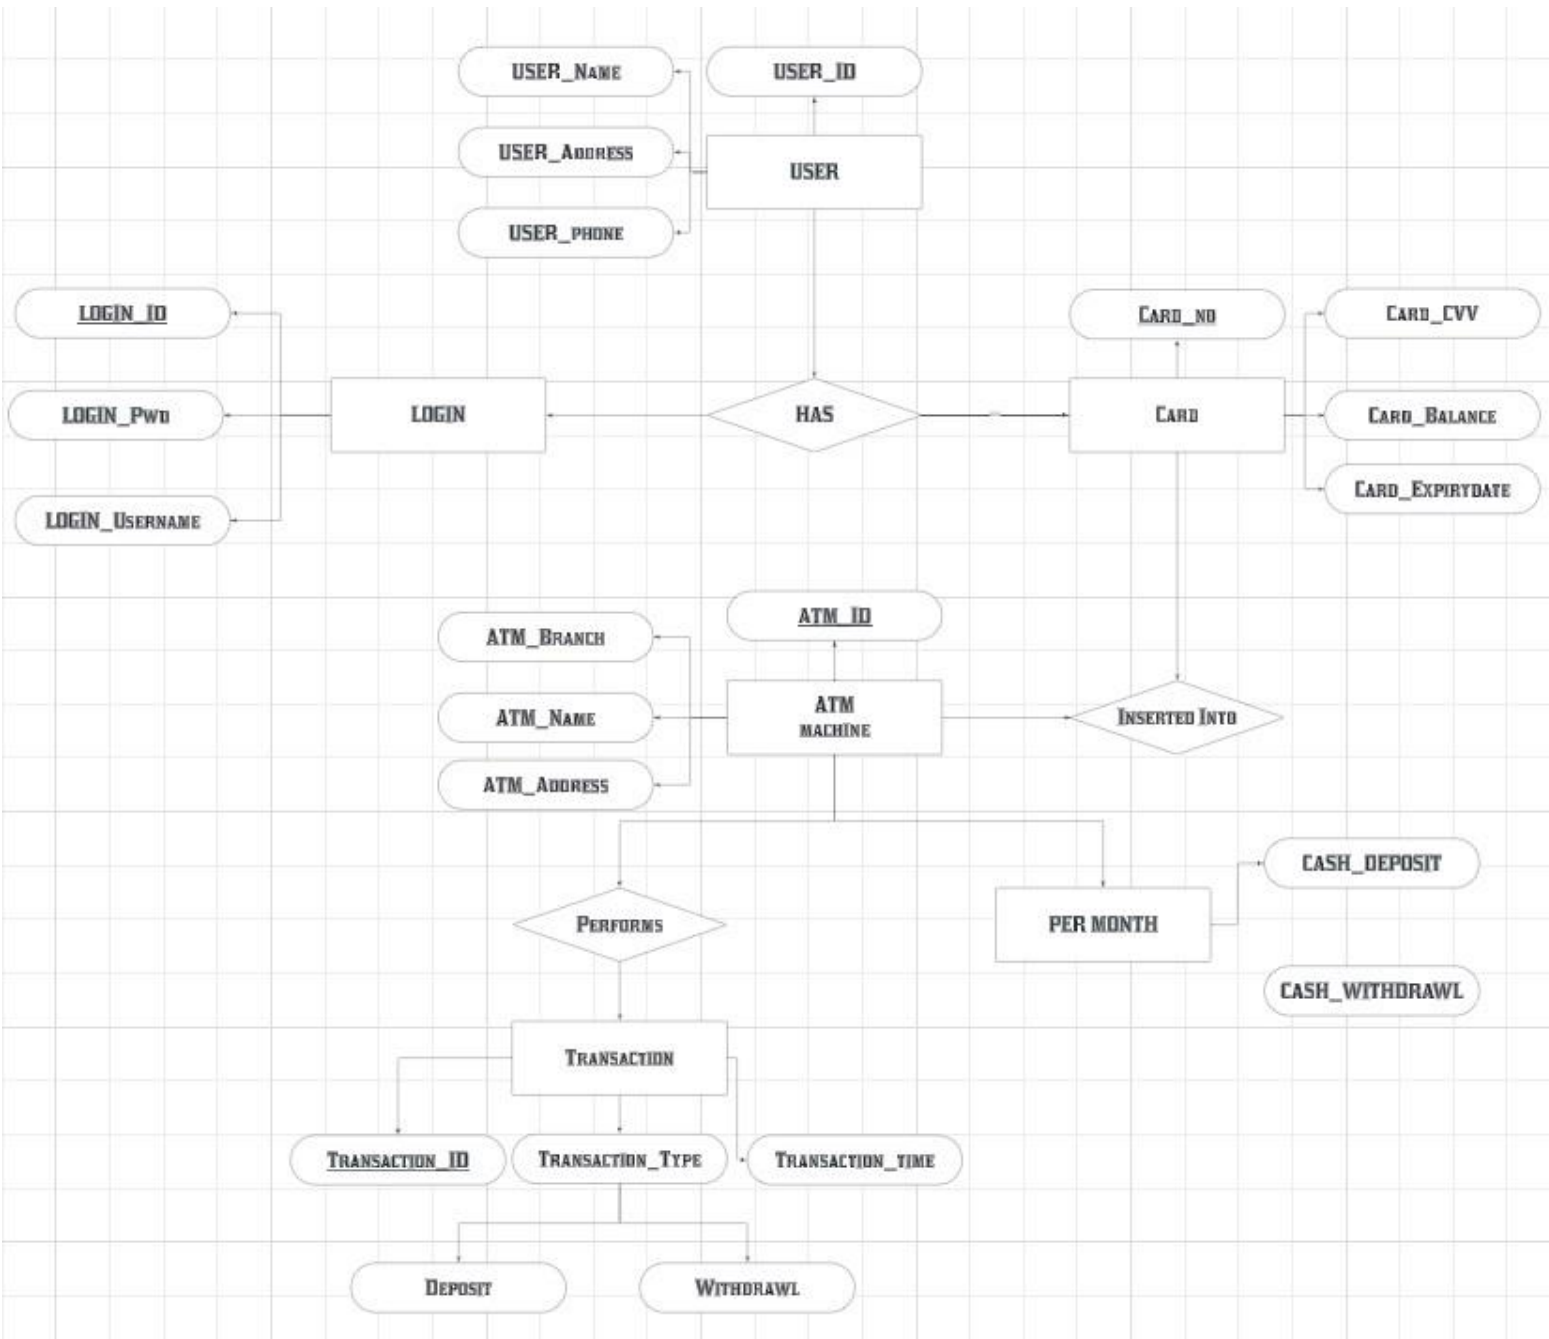 USER_Name
USER_ID
USER_Address
USER
USER_phone
LOGIN_ID
Card_no
Card_CVV
LOGIN_Pwd
LOGIN
HAS
Card
Card_Balance
Card_Expirydate
LOGIN_Username
ATM_ID
ATM_Branch
ATM
machine
ATM_Name
Inserted Into
ATM_Address
CASH_DEPOSIT
Performs
PER MONTH
CASH_WITHDRAWL
Transaction
Transaction_ID
Transaction_Type
Transaction_time
Deposit
Withdrawl